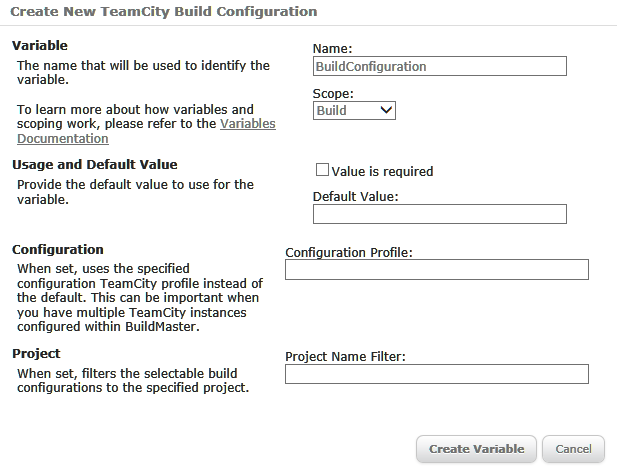 Create New TeamCity Build Configuration
Variable
The name that will be used to identify the
variable.
To learn more about how variables and
scoping work, please refer to the Variables
Documentation
Name:
BuildConfiguration
Scope:
Build
Usage and Default Value
Provide the default value to use for the
variable.
Value is required
Default Value:
Configuration
When set, uses the specified
configuration TeamCity profile instead of
the default. This can be important when
you have multiple TeamCity instances
configured within BuildMaster.
Configuration Profile:
Project
When set, filters the selectable build
configurations to the specified project.
Project Name Filter:
Create Variable
Cancel